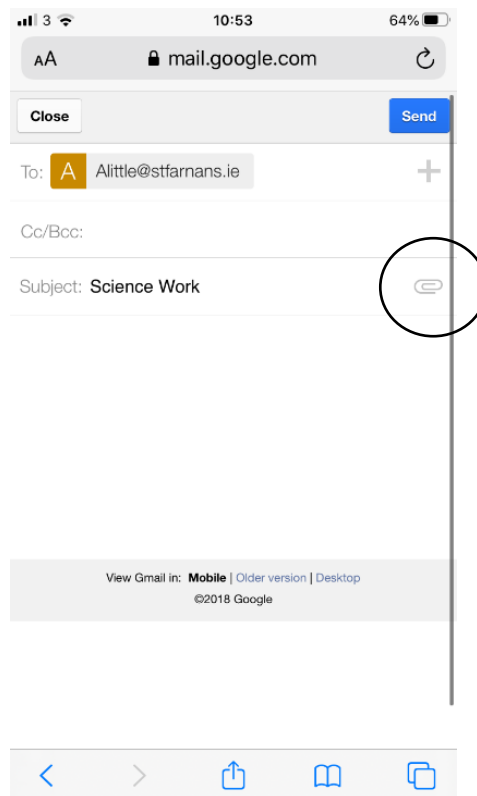 3 10:53 64%
AA mail.google.com
Close Send
To: A Alittle@stfarnans.ie
Cc/Bcc:
Subject: Science Work
View Gmail in: Mobile | Older version | Desktop
©2018 Google